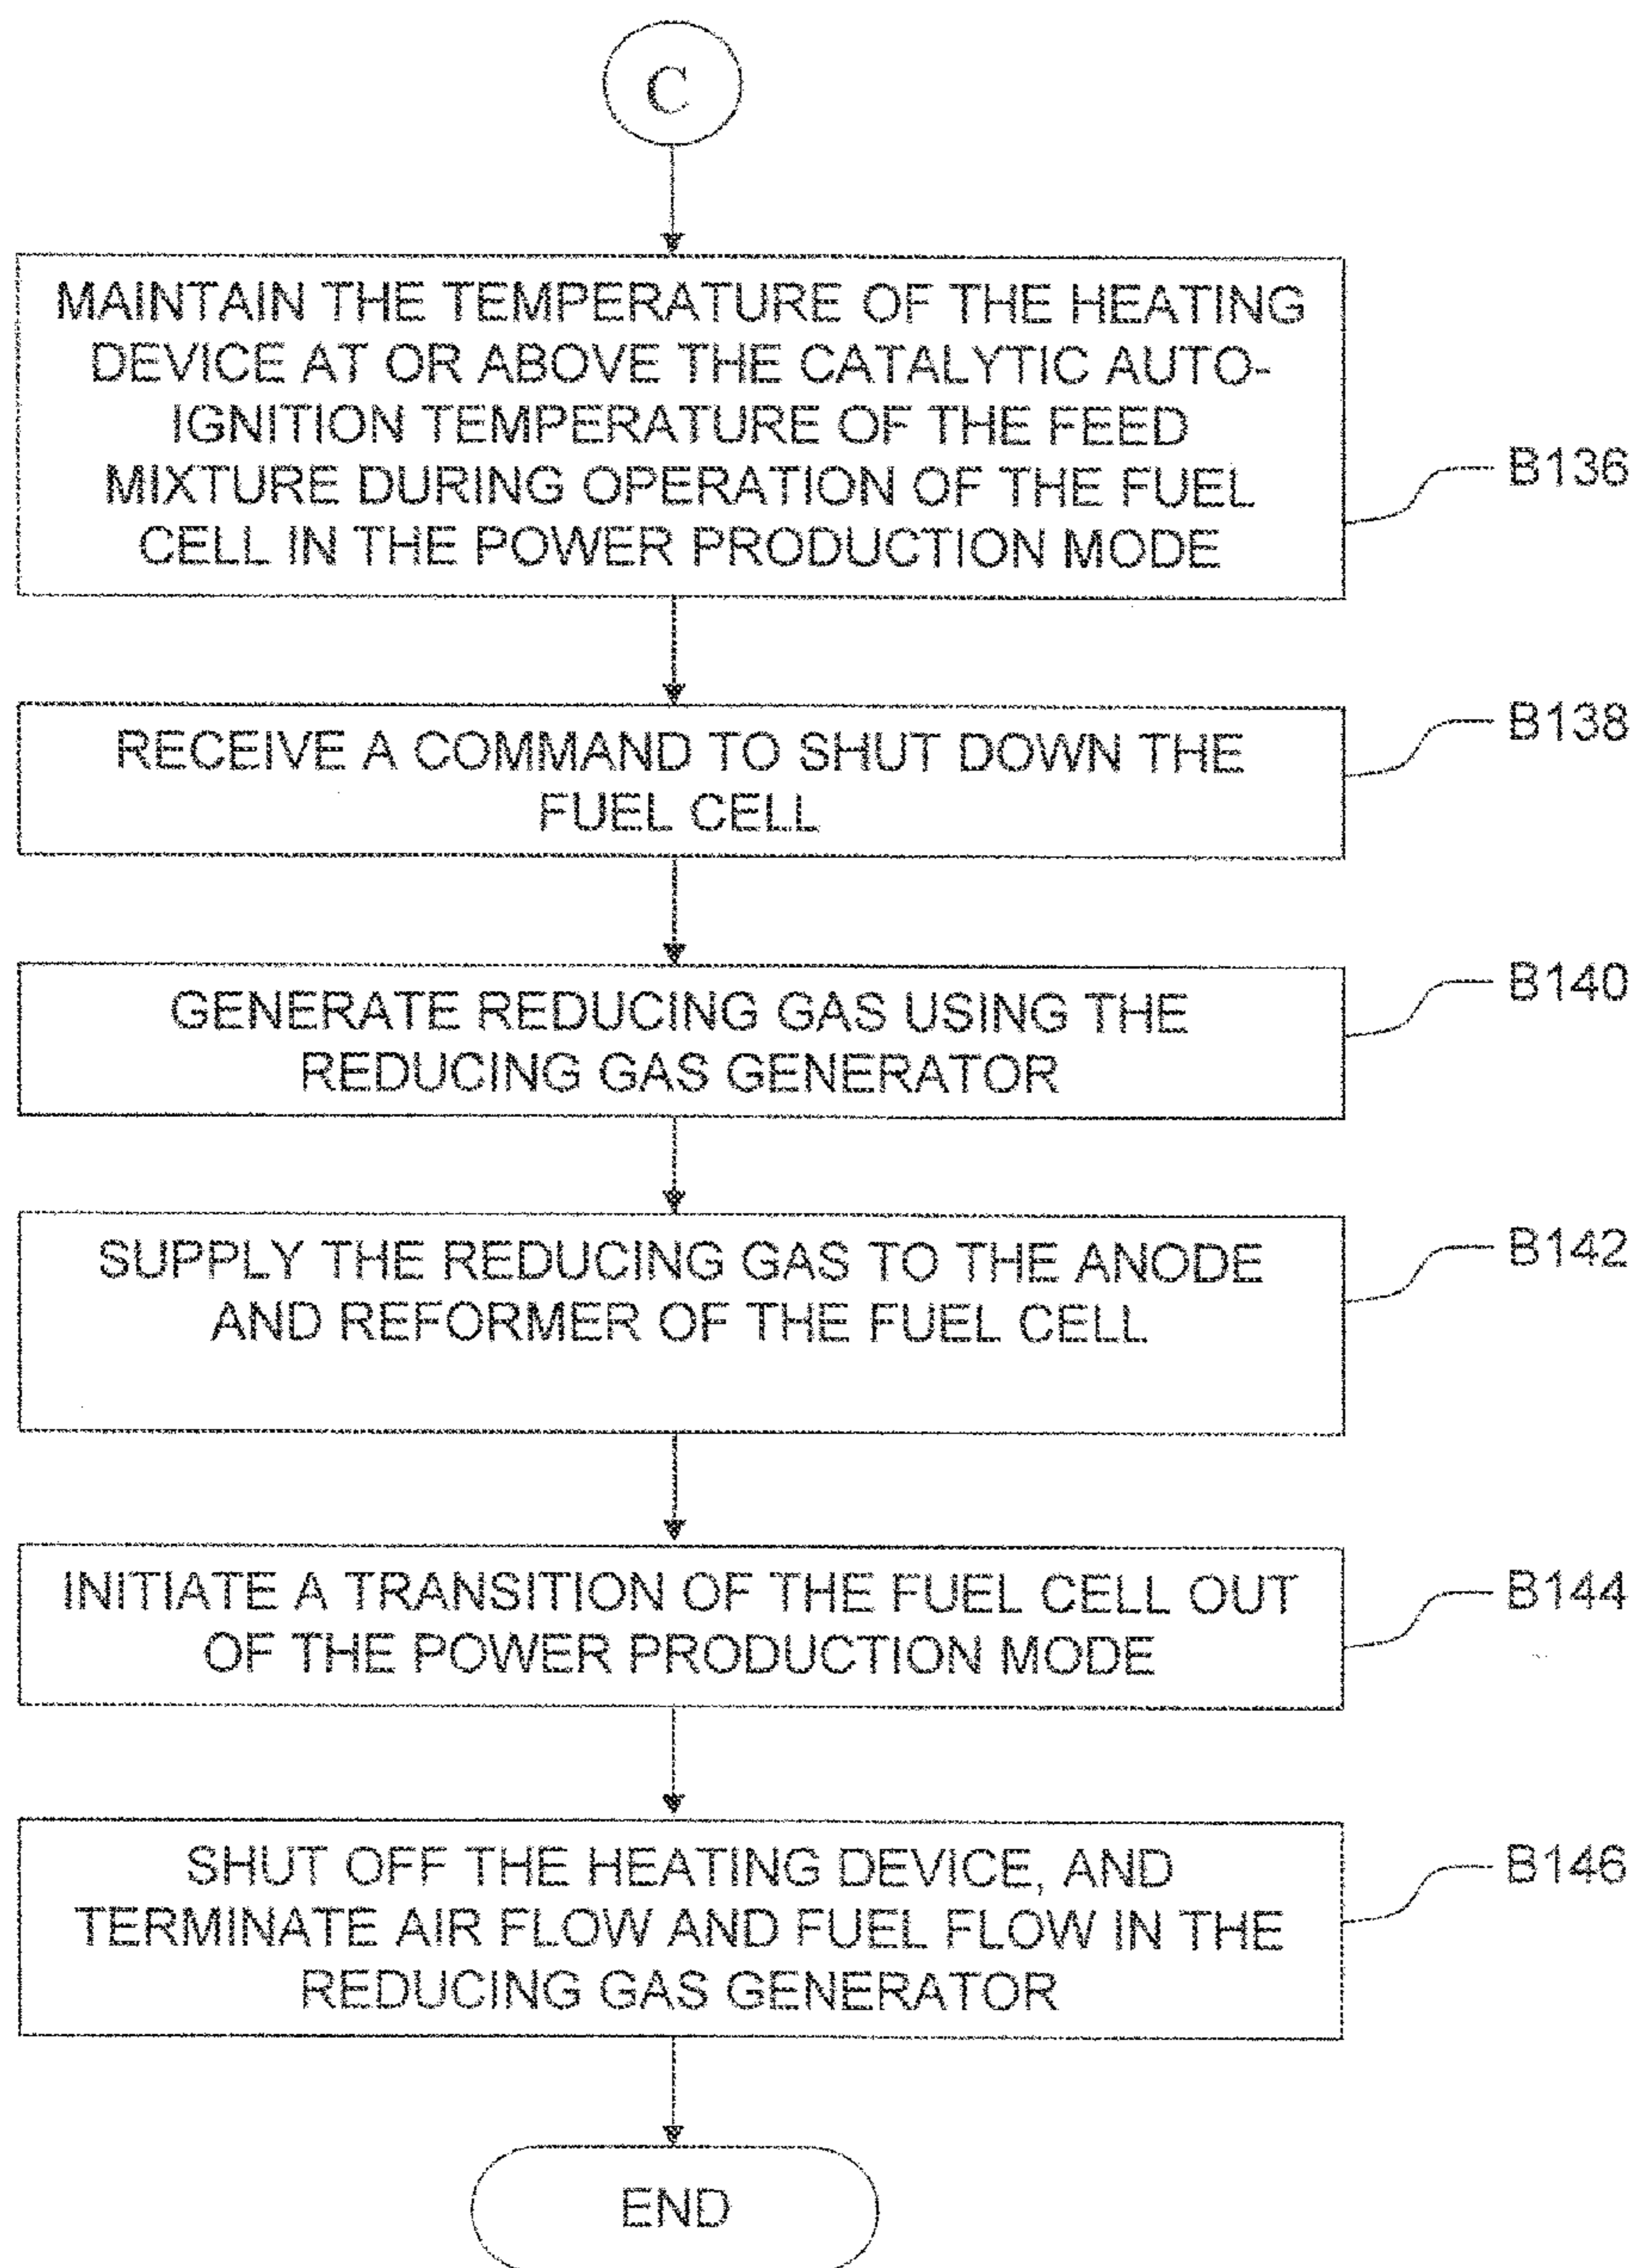 C
MAINTAIN THE TEMPERATURE OF THE HEATING
DEVICE AT OR ABOVE THE CATALYTIC AUTO-
IGNITION TEMPERATURE OF THE FEED
MIXTURE DURING OPERATION OF THE FUEL
CELL IN THE POWER PRODUCTION MODE
B136
RECEIVE A COMMAND TO SHUT DOWN THE
FUEL CELL
B138
GENERATE REDUCING GAS USING THE
REDUCING GAS GENERATOR
B140
SUPPLY THE REDUCING GAS TO THE ANODE
AND REFORMER OF THE FUEL CELL
B142
INITIATE A TRANSITION OF THE FUEL CELL OUT
OF THE POWER PRODUCTION MODE
B144
SHUT OFF THE HEATING DEVICE, AND
TERMINATE AIR FLOW AND FUEL FLOW IN THE
REDUCING GAS GENERATOR
B146
END